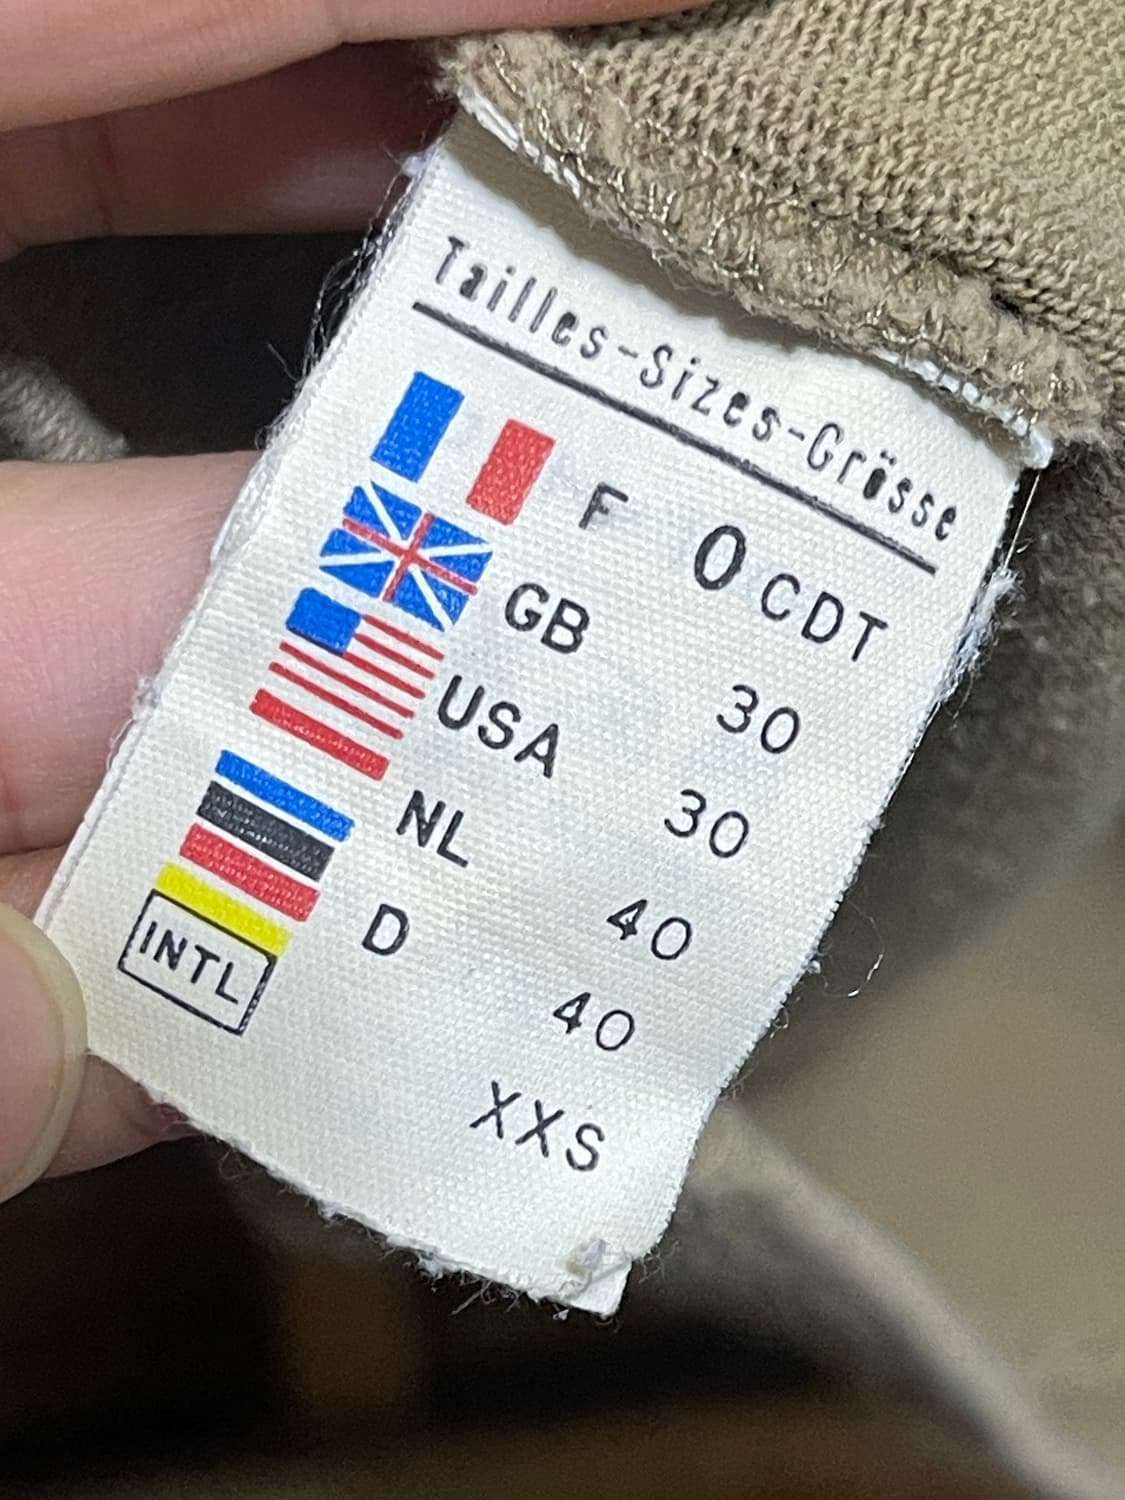 Tailles-Sizes-Grösse
F 0 CDT
GB 30
USA 30
NL 40
D 40
INTL XXS